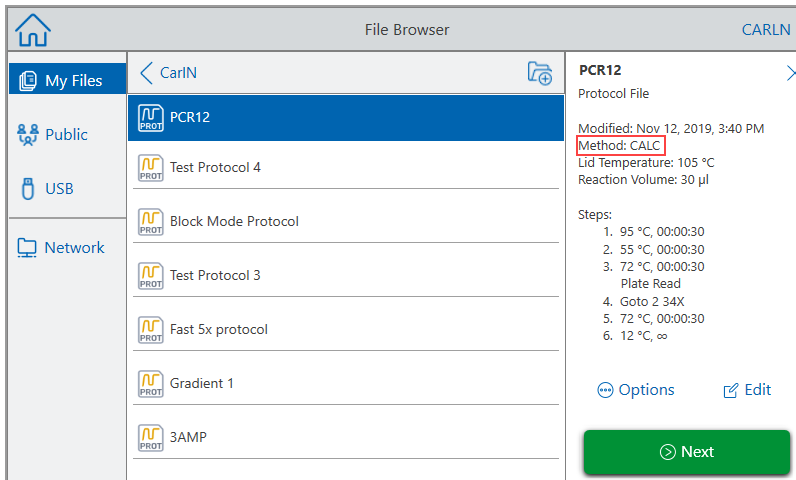 File Browser
CARLN
My Files
Public
USB
Network
CarlN
PROT
PCR12
PROT
Test Protocol 4
PROT
Block Mode Protocol
PROT
Test Protocol 3
PROT
Fast 5x protocol
PROT
Gradient 1
PROT
3AMP
PCR12
Protocol File
Modified: Nov 12, 2019, 3:40 PM
Method: CALC
Lid Temperature: 105 °C
Reaction Volume: 30 µl
Steps:
1. 95 °C, 00:00:30
2. 55 °C, 00:00:30
3. 72 °C, 00:00:30
Plate Read
4. Goto 2 34X
5. 72 °C, 00:00:30
6. 12 °C, ∞
Options
Edit
Next